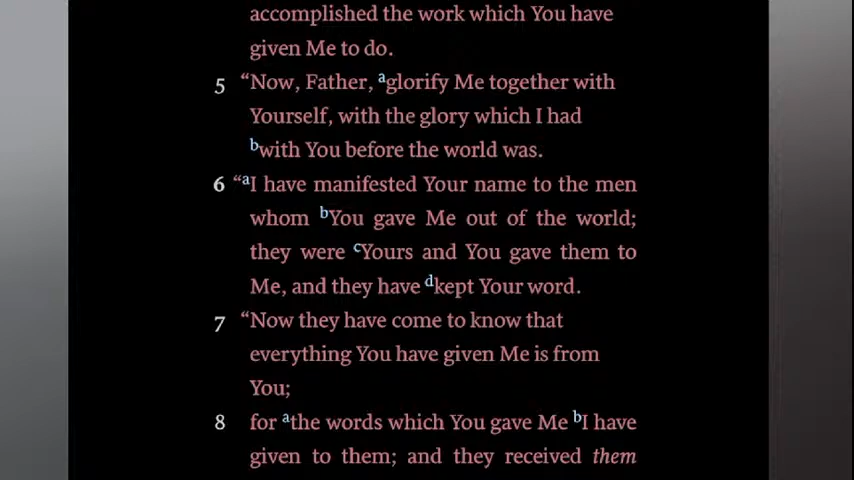 accomplished the work which You have
given Me to do.
5 “Now, Father, aglorify Me together with
Yourself, with the glory which I had
bwith You before the world was.
6 “aI have manifested Your name to the men
whom bYou gave Me out of the world;
they were cYours and You gave them to
Me, and they have dkept Your word.
7 “Now they have come to know that
everything You have given Me is from
You;
8 for athe words which You gave Me bI have
given to them; and they received them